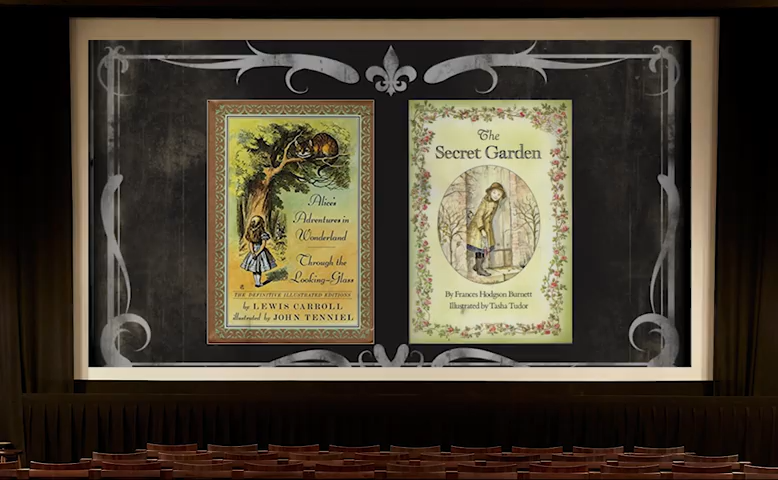 Alice's
Adventures in
Wonderland
Through the
Looking-Glass
THE DEFINITIVE ILLUSTRATED EDITIONS
by LEWIS CARROLL
illustrated by JOHN TENNIEL
The
Secret Garden
By Frances Hodgson Burnett
Illustrated by Tasha Tudor